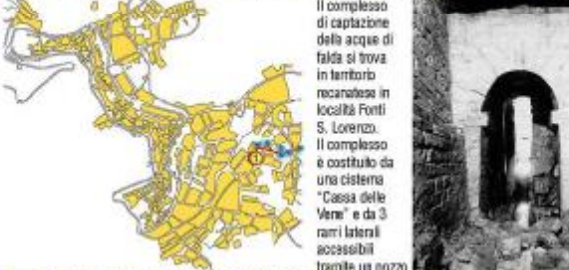 Il complesso
di captazione
della acque di
falda si trova
in territorio
recanatese in
località Fonti
S. Lorenzo.
Il complesso
è costituito da
una cisterna
"Cassa delle
Vene" e da 3
rami laterali
accessibili
tramite un pozzo